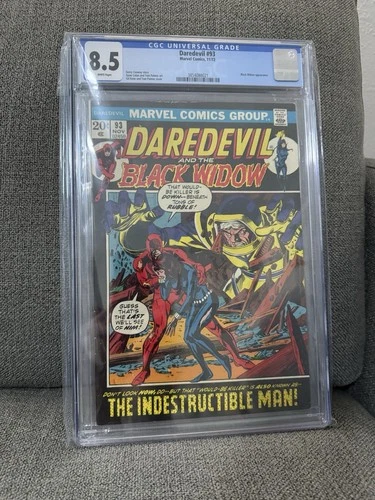 CGC UNIVERSAL GRADE
8.5
Daredevil #93
Marvel Comics, 11/72
DAREDEVIL
MARVEL COMICS GROUP
20¢
93
NOV
DAREDEVIL
AND THE
BLACK WIDOW
THAT WOULD-
BE KILLER IS
DOWN--BENEATH
TONS OF
RUBBLE!
GUESS
THAT'S
THE LAST
WE'LL SEE
OF HIM!
DON'T LOOK NOW, DD--BUT THAT "WOULD-BE KILLER" IS ALSO KNOWN AS--
THE INDESTRUCTIBLE MAN!